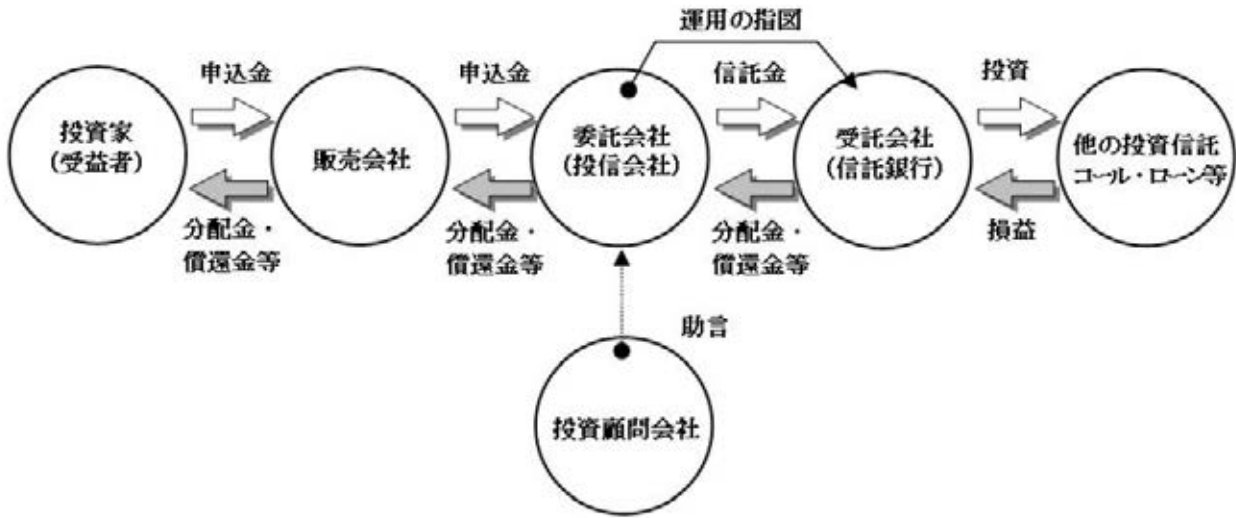 運用の指図
申込金
申込金
信託金
投資
投資家
(受益者)
販売会社
委託会社
(投信会社)
受託会社
(信託銀行)
他の投資信託
コール・ローン等
分配金・
償還金等
分配金・
償還金等
分配金・
償還金等
損益
助言
投資顧問会社